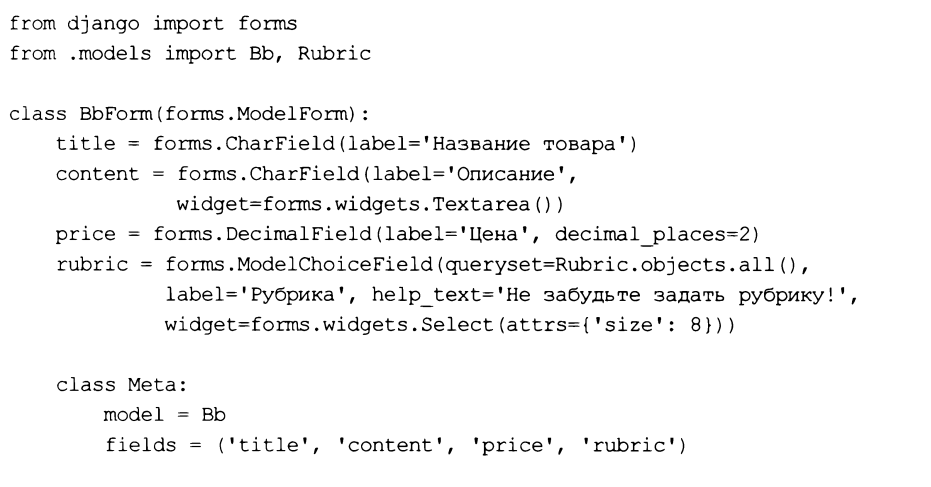 from django import forms
from .models import Bb, Rubric

class BbForm(forms.ModelForm):
    title = forms.CharField(label='Название товара')
    content = forms.CharField(label='Описание',
              widget=forms.widgets.Textarea())
    price = forms.DecimalField(label='Цена', decimal_places=2)
    rubric = forms.ModelChoiceField(queryset=Rubric.objects.all(),
             label='Рубрика', help_text='Не забудьте задать рубрику!',
             widget=forms.widgets.Select(attrs={'size': 8}))

    class Meta:
        model = Bb
        fields = ('title', 'content', 'price', 'rubric')